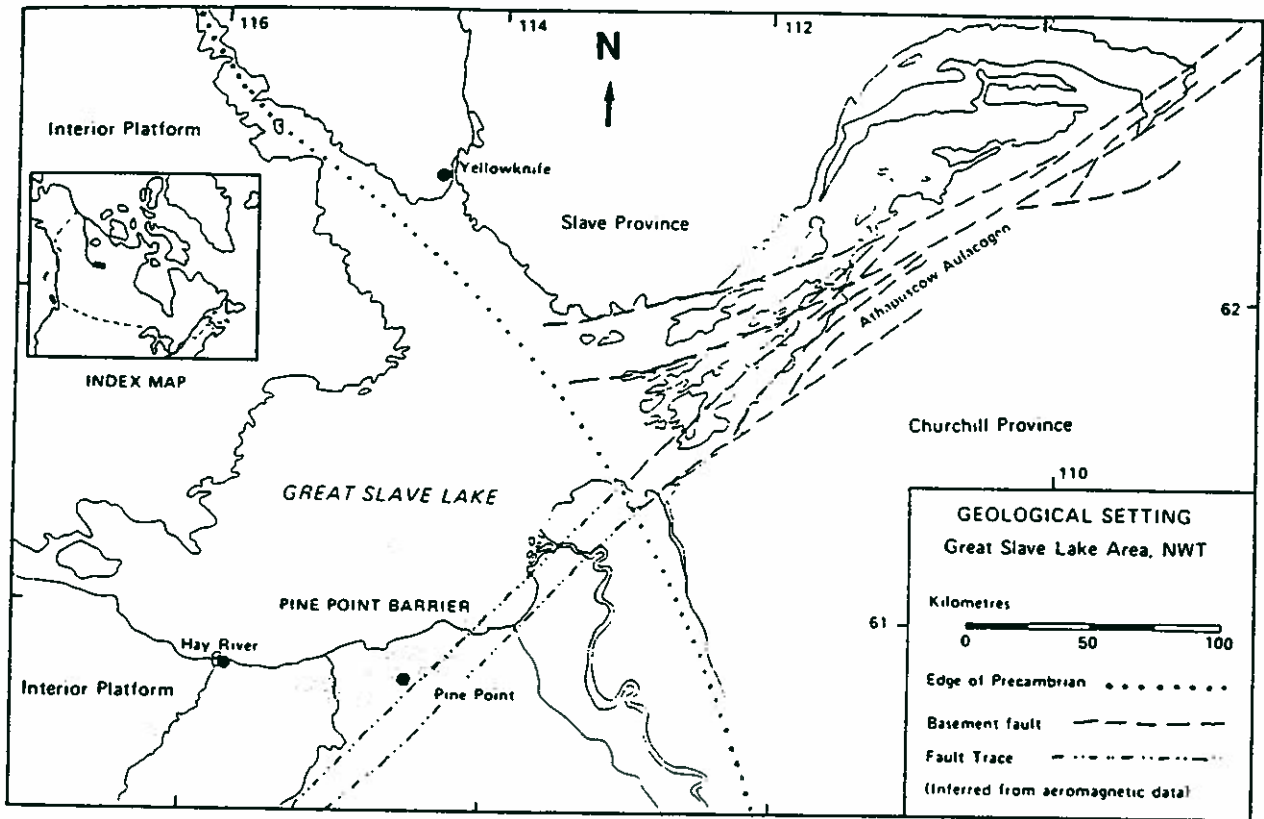 116
114
112
N
Interior Platform
Yellowknife
Slave Province
Athapuscow Aulacogen
62
INDEX MAP
Churchill Province
110
GREAT SLAVE LAKE
GEOLOGICAL SETTING
Great Slave Lake Area, NWT
Kilometres
0 50 100
61
PINE POINT BARRIER
Hay River
Interior Platform
Pine Point
Edge of Precambrian
Basement fault
Fault Trace
(Inferred from aeromagnetic data)